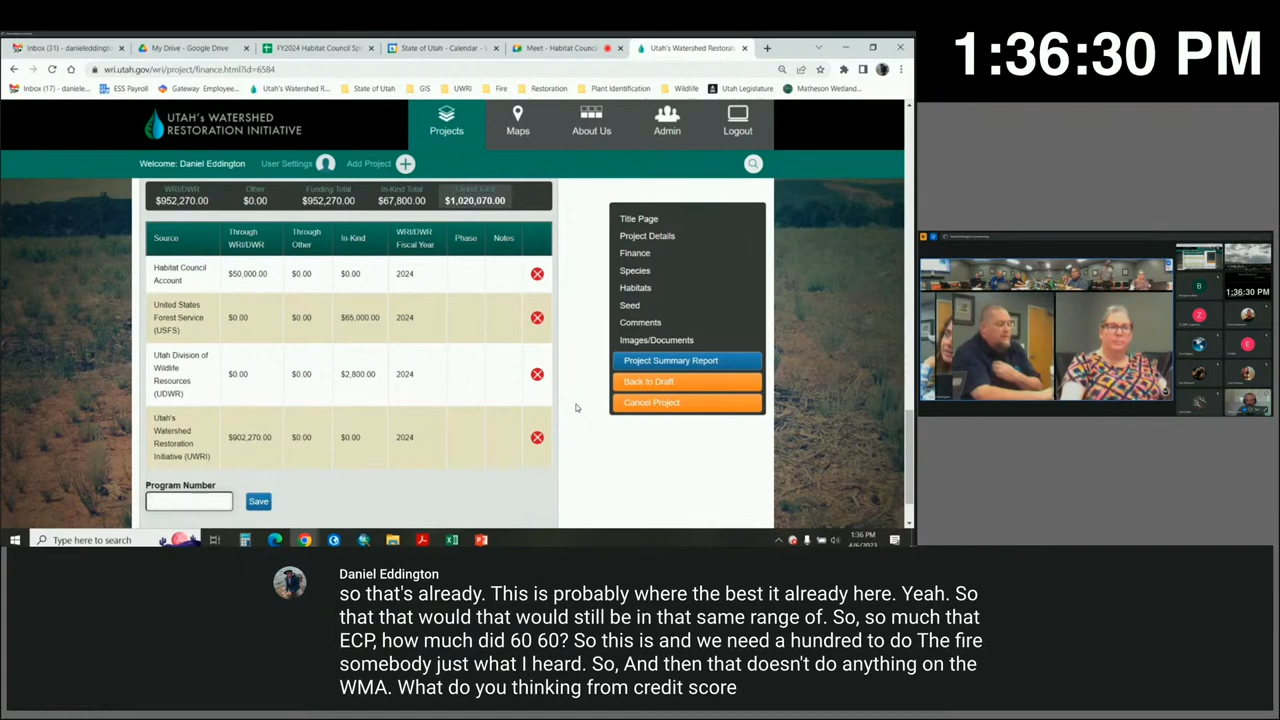 1:36:30 PM
Inbox (31) - danieleddingto
My Drive - Google Drive
FY2024 Habitat Council Sp
State of Utah - Calendar -
Meet - Habitat Counc
Utah's Watershed Restorati
wri.utah.gov/wri/project/finance.html?id=6584
Inbox (17) - daniele...
ESS Payroll
Gateway Employee...
Utah's Watershed R...
State of Utah
GIS
UWRI
Fire
Restoration
Plant Identification
Wildlife
Utah Legislature
Matheson Wetland...
UTAH'S WATERSHED
RESTORATION INITIATIVE
Projects
Maps
About Us
Admin
Logout
Welcome: Daniel Eddington
User Settings
Add Project
WRI/DWR Other Funding Total In-Kind Total Grand Total
$952,270.00 $0.00 $952,270.00 $67,800.00 $1,020,070.00
Source
Through
WRI/DWR
Through
Other
In-Kind
WRI/DWR
Fiscal Year
Phase
Notes
Habitat Council
Account
$50,000.00 $0.00 $0.00 2024
United States
Forest Service
(USFS)
$0.00 $0.00 $65,000.00 2024
Utah Division of
Wildlife
Resources
(UDWR)
$0.00 $0.00 $2,800.00 2024
Utah's
Watershed
Restoration
Initiative (UWRI)
$902,270.00 $0.00 $0.00 2024
Program Number
Save
Title Page
Project Details
Finance
Species
Habitats
Seed
Comments
Images/Documents
Project Summary Report
Back to Draft
Cancel Project
Type here to search
1:36 PM
4/6/2023
1:36:30 PM
Daniel Eddington
so that's already. This is probably where the best it already here. Yeah. So
that that would that would still be in that same range of. So, so much that
ECP, how much did 60 60? So this is and we need a hundred to do The fire
somebody just what I heard. So, And then that doesn't do anything on the
WMA. What do you thinking from credit score